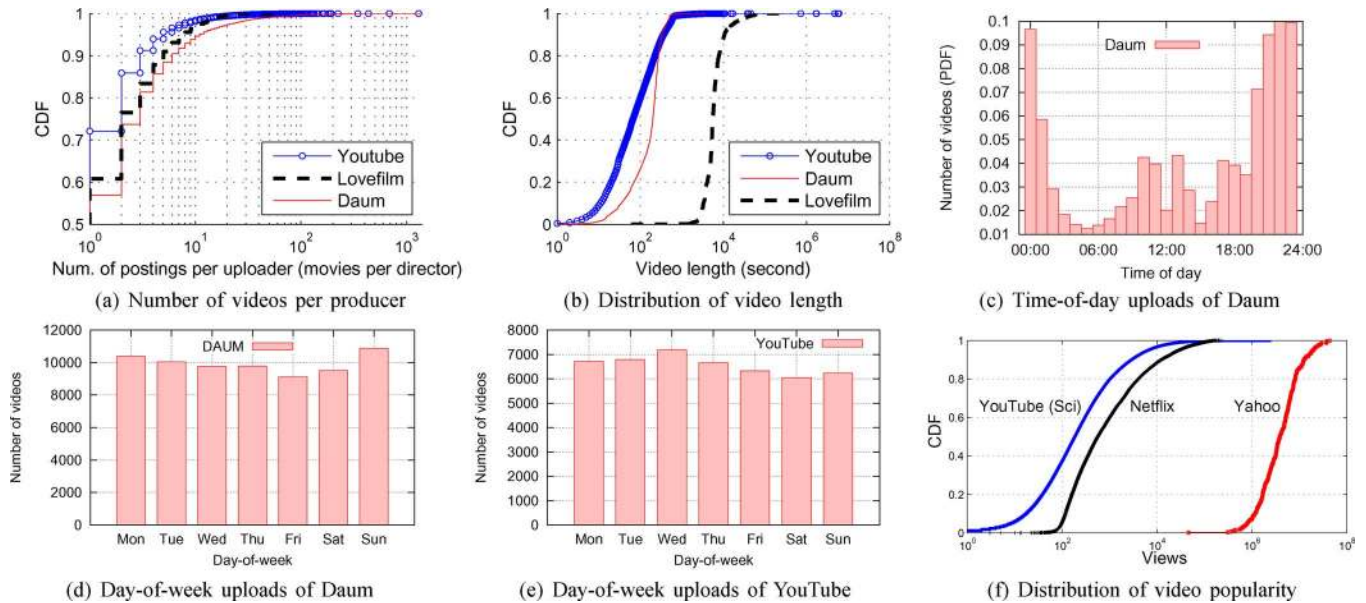 1
0.9
0.8
0.7
0.6
0.5
CDF
Youtube
Lovefilm
Daum
10^0
10^1
10^2
10^3
Num. of postings per uploader (movies per director)
(a) Number of videos per producer
1
0.8
0.6
0.4
0.2
0
CDF
Youtube
Daum
Lovefilm
10^0
10^2
10^4
10^6
10^8
Video length (second)
(b) Distribution of video length
0.1
0.09
0.08
0.07
0.06
0.05
0.04
0.03
0.02
0.01
Number of videos (PDF)
Daum
00:00
06:00
12:00
18:00
24:00
Time of day
(c) Time-of-day uploads of Daum
12000
10000
8000
6000
4000
2000
0
Number of videos
DAUM
Mon Tue Wed Thu Fri Sat Sun
Day-of-week
(d) Day-of-week uploads of Daum
8000
7000
6000
5000
4000
3000
2000
1000
0
Number of videos
YouTube
Mon Tue Wed Thu Fri Sat Sun
Day-of-week
(e) Day-of-week uploads of YouTube
1
0.8
0.6
0.4
0.2
0
CDF
YouTube (Sci)
Netflix
Yahoo
10^0
10^2
10^4
10^6
10^8
Views
(f) Distribution of video popularity